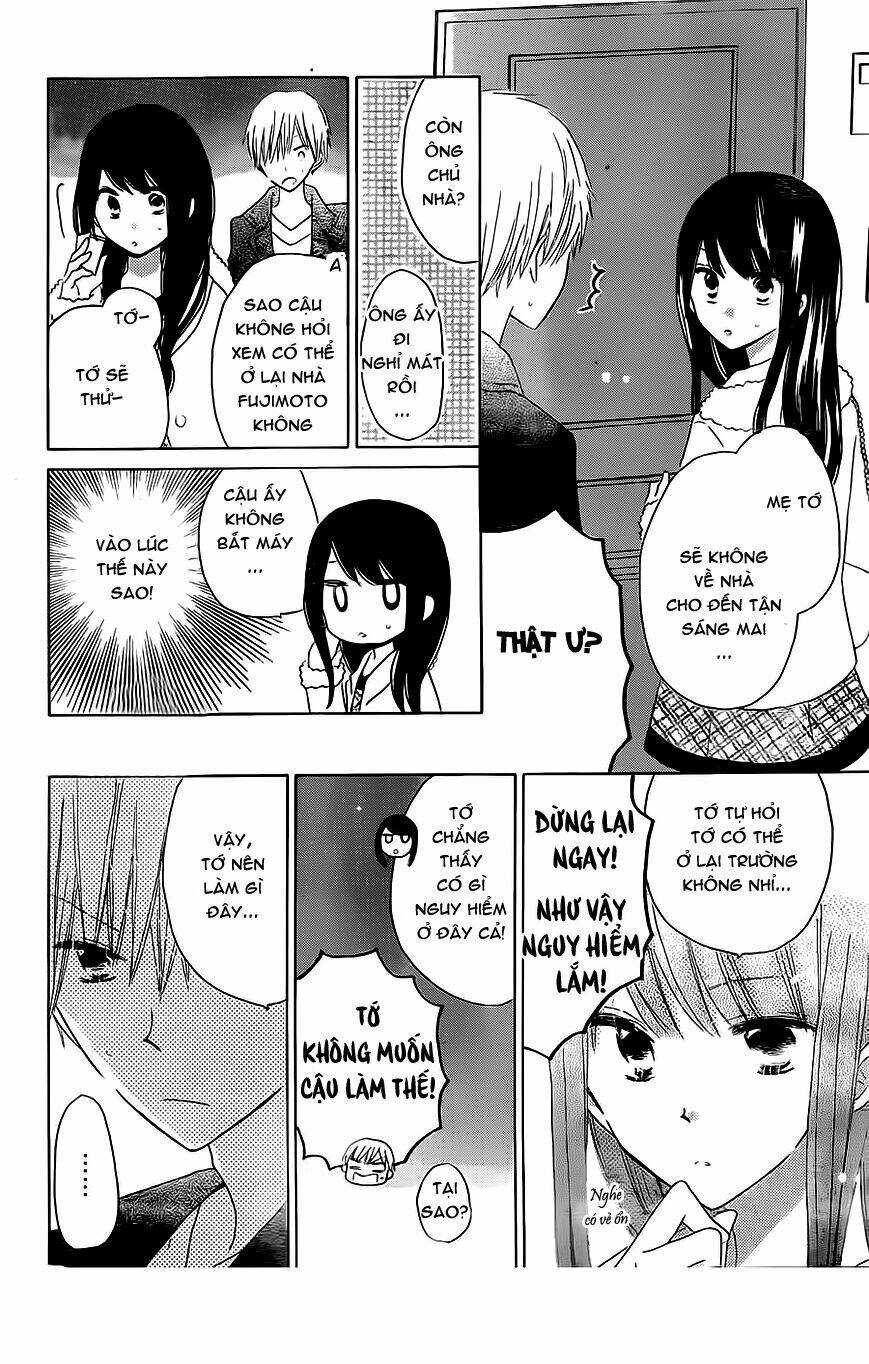 MẸ TỚ
SẼ KHÔNG
VỀ NHÀ
CHO ĐẾN TẬN
SÁNG MAI
...
THẬT Ư?
CÒN
ÔNG
CHỦ
NHÀ?
ÔNG ẤY
ĐI
NGHỈ MÁT
RỒI
...
A
SAO CẬU
KHÔNG HỎI
XEM CÓ THỂ
Ở LẠI NHÀ
FUJIMOTO
KHÔNG
TỚ-
TỚ SẼ
THỬ-
CẬU ẤY
KHÔNG
BẮT MÁY
...
VÀO LÚC
THẾ NÀY
SAO!
TỚ TỰ HỎI
TỚ CÓ THỂ
Ở LẠI TRƯỜNG
KHÔNG NHỈ...
DỪNG LẠI
NGAY!
NHƯ VẬY
NGUY HIỂM
LẮM!
Nghe
có vẻ ổn
TỚ
CHẲNG
THẤY
CÓ GÌ
NGUY HIỂM
Ở ĐÂY CẢ!
TỚ
KHÔNG MUỐN
CẬU LÀM THẾ!
TẠI
SAO?
VẬY,
TỚ NÊN
LÀM GÌ
ĐÂY...
......